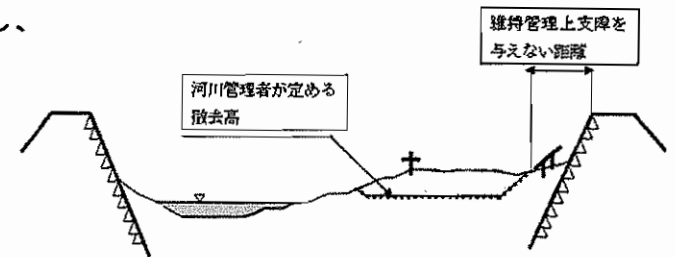 維持管理上支障を
与えない距離
河川管理者が定める
撤去高